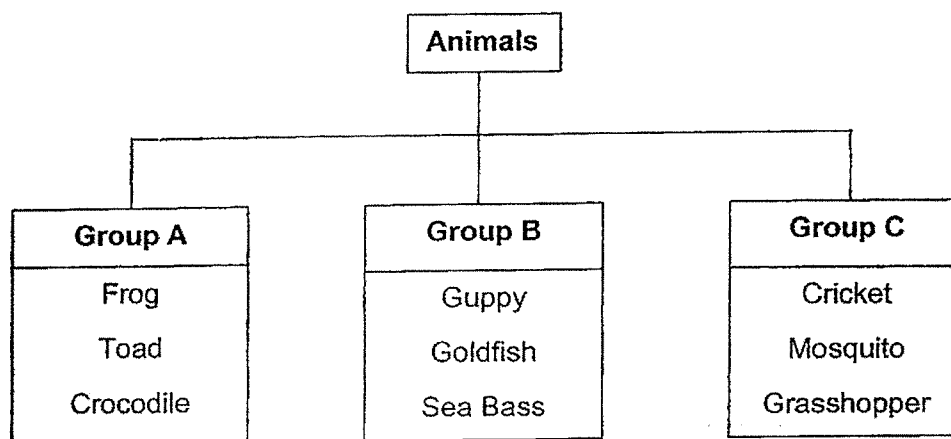 Animals
Group A
Frog
Toad
Crocodile
Group B
Guppy
Goldfish
Sea Bass
Group C
Cricket
Mosquito
Grasshopper